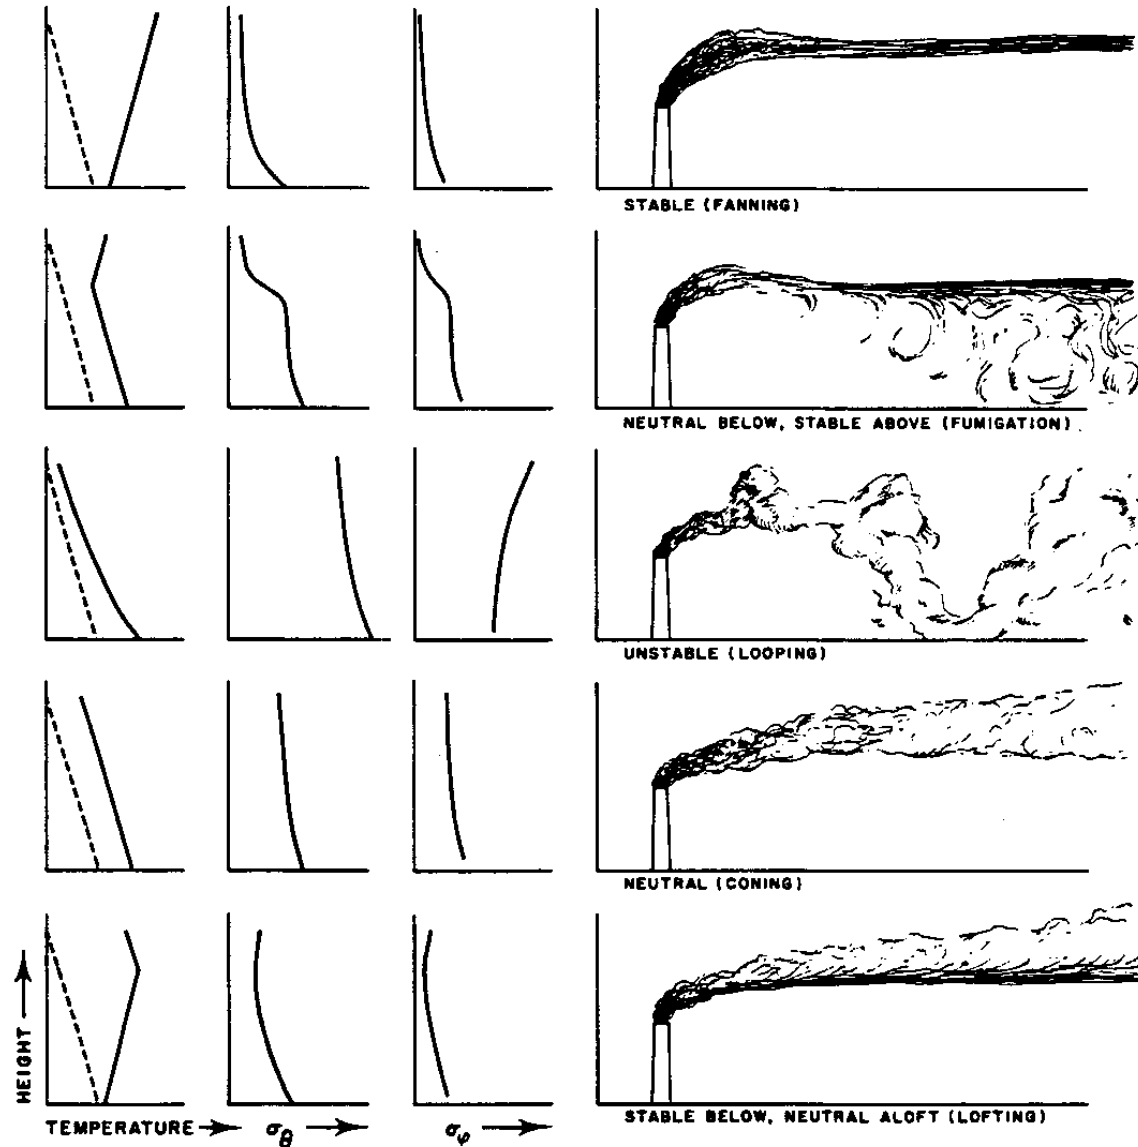 STABLE (FANNING)
NEUTRAL BELOW, STABLE ABOVE (FUMIGATION)
UNSTABLE (LOOPING)
NEUTRAL (CONING)
HEIGHT
TEMPERATURE
σθ
σφ
STABLE BELOW, NEUTRAL ALOFT (LOFTING)